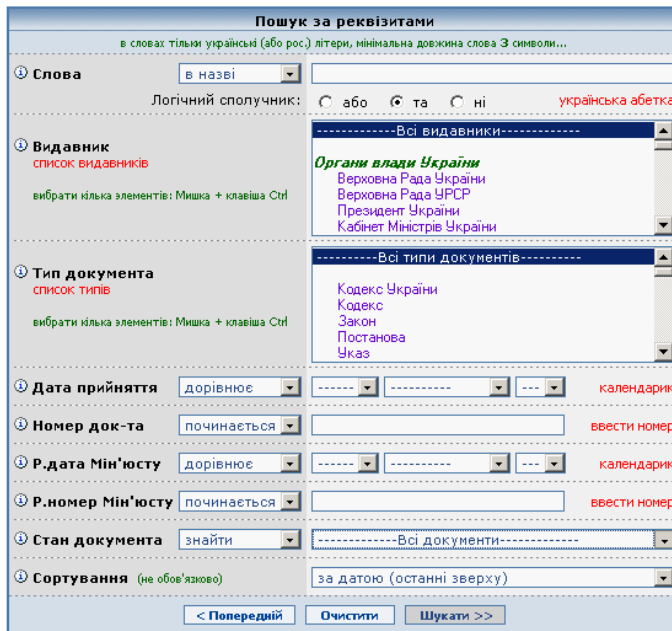 Пошук за реквізитами
в словах тільки українські (або рос.) літери, мінімальна довжина слова 3 символи...
Слова в назві
Логічний сполучник: або та ні українська абетка
Видавник -------------Всі видавники-------------
список видавників
Органи влади України
вибрати кілька элементів: Мишка + клавіша Ctrl
Верховна Рада України
Верховна Рада УРСР
Президент України
Кабінет Міністрів України
Тип документа ----------Всі типи документів----------
список типів
вибрати кілька элементів: Мишка + клавіша Ctrl
Кодекс України
Кодекс
Закон
Постанова
Указ
Дата прийняття дорівнює ------ ---------- --- календарик
Номер док-та починається ввести номер
Р.дата Мін'юсту дорівнює ------ ---------- --- календарик
Р.номер Мін'юсту починається ввести номер
Стан документа знайти -------------Всі документи-------------
Сортування (не обов'язково) за датою (останні зверху)
< Попередній Очистити Шукати >>